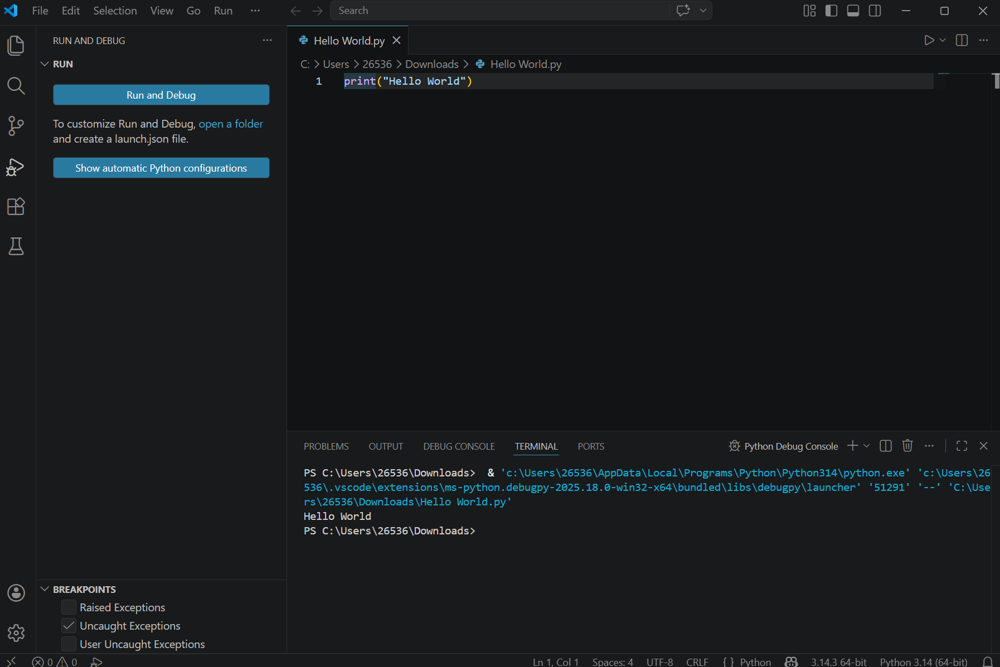 File Edit Selection View Go Run ···
Search
RUN AND DEBUG
RUN
Run and Debug
To customize Run and Debug, open a folder
and create a launch.json file.
Show automatic Python configurations
BREAKPOINTS
Raised Exceptions
Uncaught Exceptions
User Uncaught Exceptions
Hello World.py
C: > Users > 26536 > Downloads > Hello World.py
1 print("Hello World")
PROBLEMS OUTPUT DEBUG CONSOLE TERMINAL PORTS
Python Debug Console
PS C:\Users\26536\Downloads>  & 'c:\Users\26536\AppData\Local\Programs\Python\Python314\python.exe' 'c:\Users\26
536\.vscode\extensions\ms-python.debugpy-2025.18.0-win32-x64\bundled\libs\debugpy\launcher' '51291' '--' 'C:\Use
rs\26536\Downloads\Hello World.py'
Hello World
PS C:\Users\26536\Downloads>
0 0
Ln 1, Col 1 Spaces: 4 UTF-8 CRLF { } Python 3.14.3 64-bit Python 3.14 (64-bit)